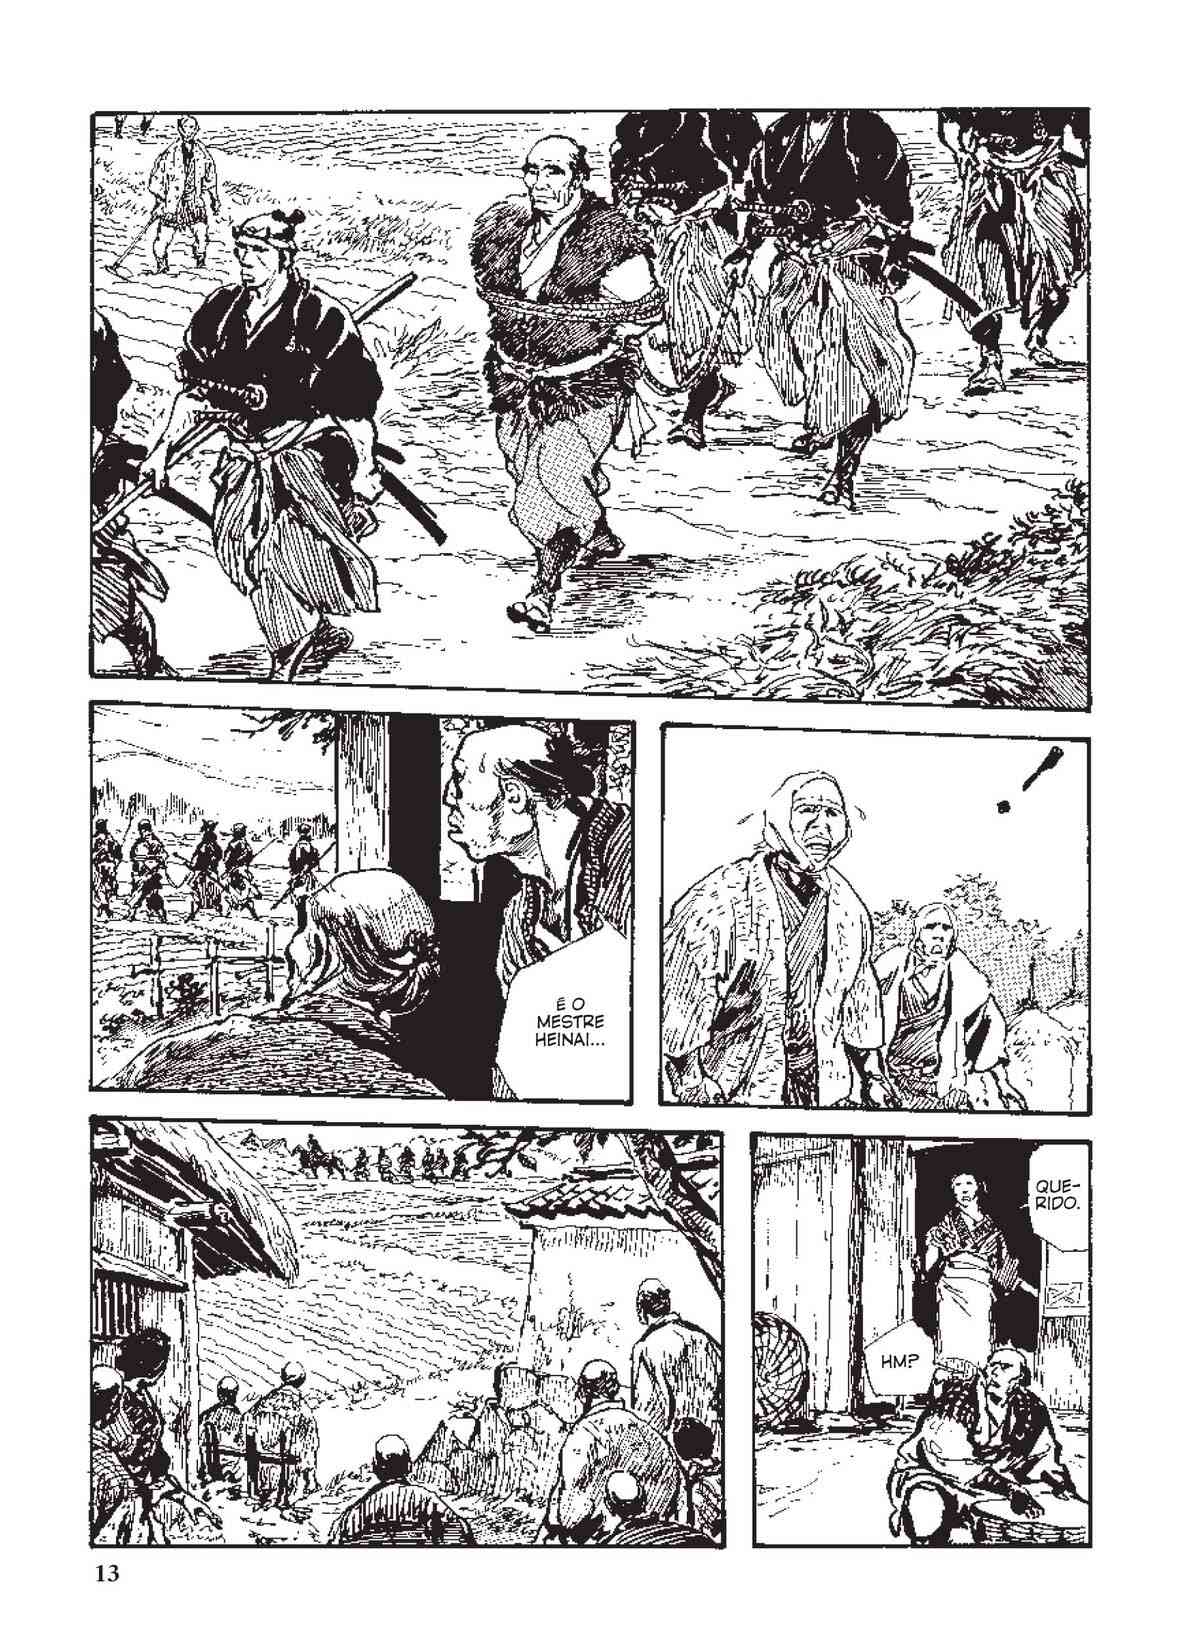 É O
MESTRE
HEINAI...
QUE-
RIDO.
HM?
13